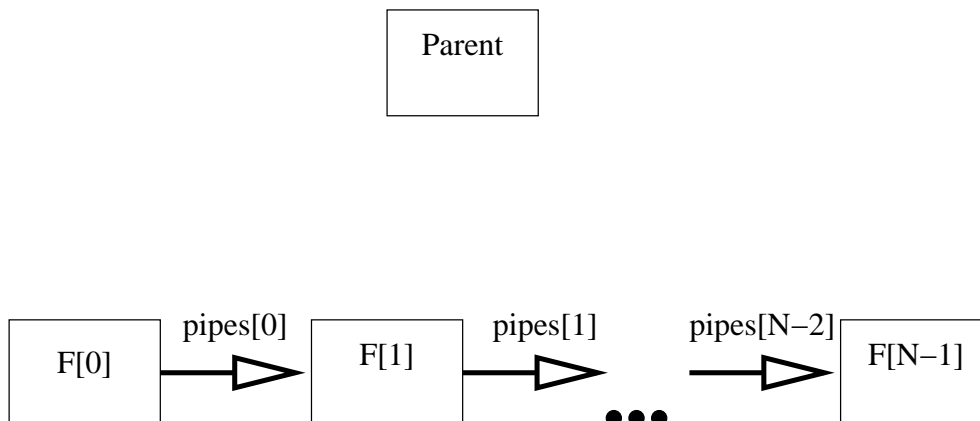 Parent
pipes[0]
pipes[1]
pipes[N–2]
F[0]
F[1]
F[N–1]